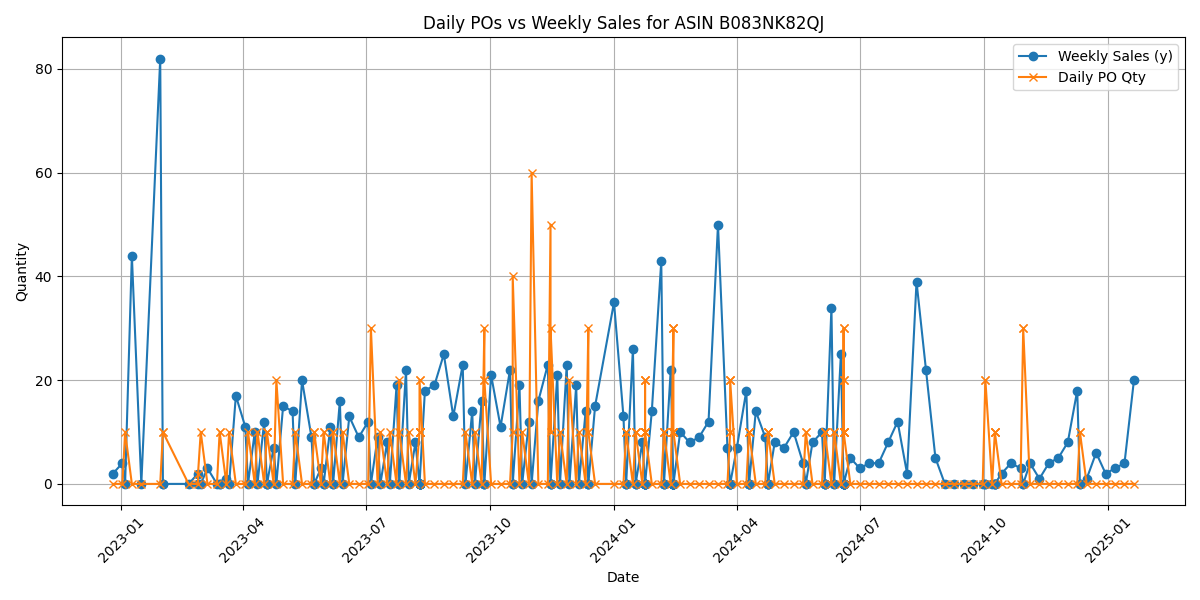 Daily POs vs Weekly Sales for ASIN B083NK82QJ
Weekly Sales (y)
Daily PO Qty
Quantity
80
60
40
20
0
2023-01
2023-04
2023-07
2023-10
2024-01
2024-04
2024-07
2024-10
2025-01
Date